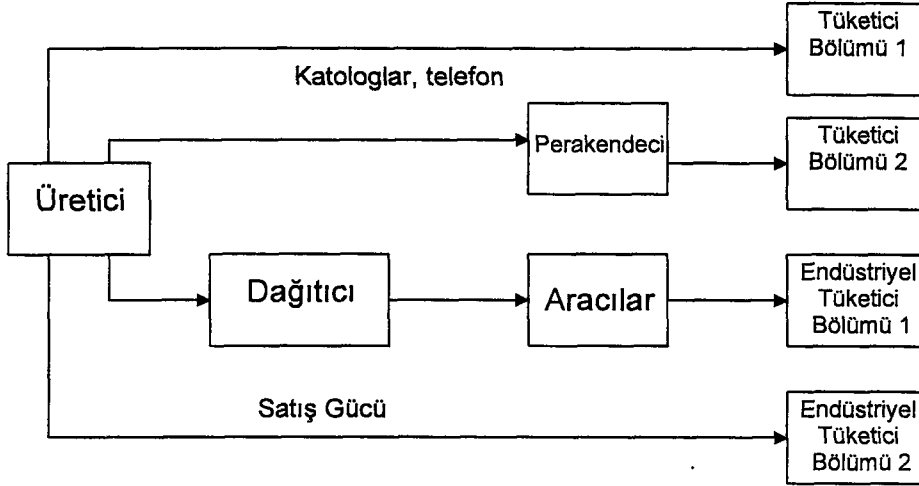 Tüketici
Bölümü 1
Katologlar, telefon
Perakendeci
Tüketici
Bölümü 2
Üretici
Dağıtıcı
Aracılar
Endüstriyel
Tüketici
Bölümü 1
Satış Gücü
Endüstriyel
Tüketici
Bölümü 2